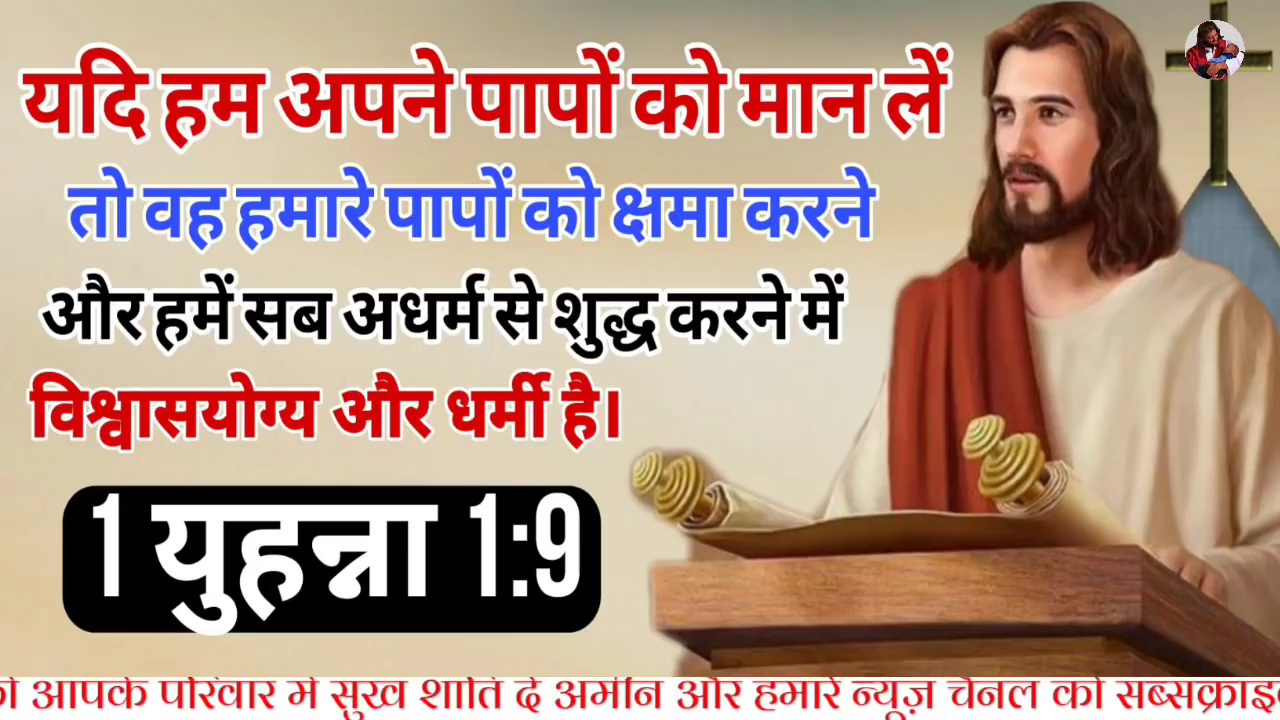 यदि हम अपने पापों को मान लें
तो वह हमारे पापों को क्षमा करने
और हमें सब अधर्म से शुद्ध करने में
विश्वासयोग्य और धर्मी है।
1 युहन्ना 1:9
आपके परिवार में सुख शांति दे अमीन और हमारे न्यूज़ चैनल को